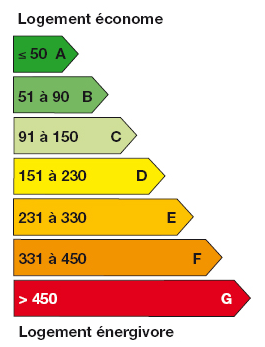 Logement économe
≤ 50 A
51 à 90 B
91 à 150 C
151 à 230 D
231 à 330 E
331 à 450 F
> 450 G
Logement énergivore